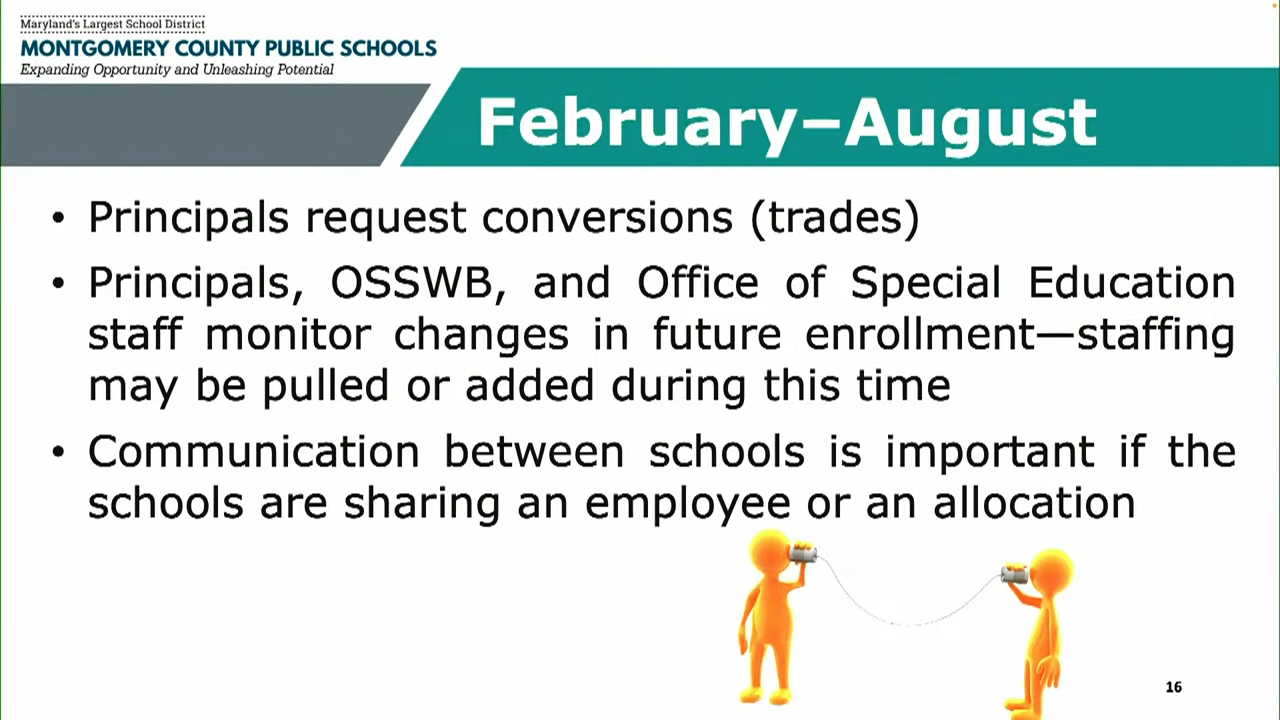 Maryland's Largest School District
MONTGOMERY COUNTY PUBLIC SCHOOLS
Expanding Opportunity and Unleashing Potential
February–August
• Principals request conversions (trades)
• Principals, OSSWB, and Office of Special Education
staff monitor changes in future enrollment—staffing
may be pulled or added during this time
• Communication between schools is important if the
schools are sharing an employee or an allocation
16